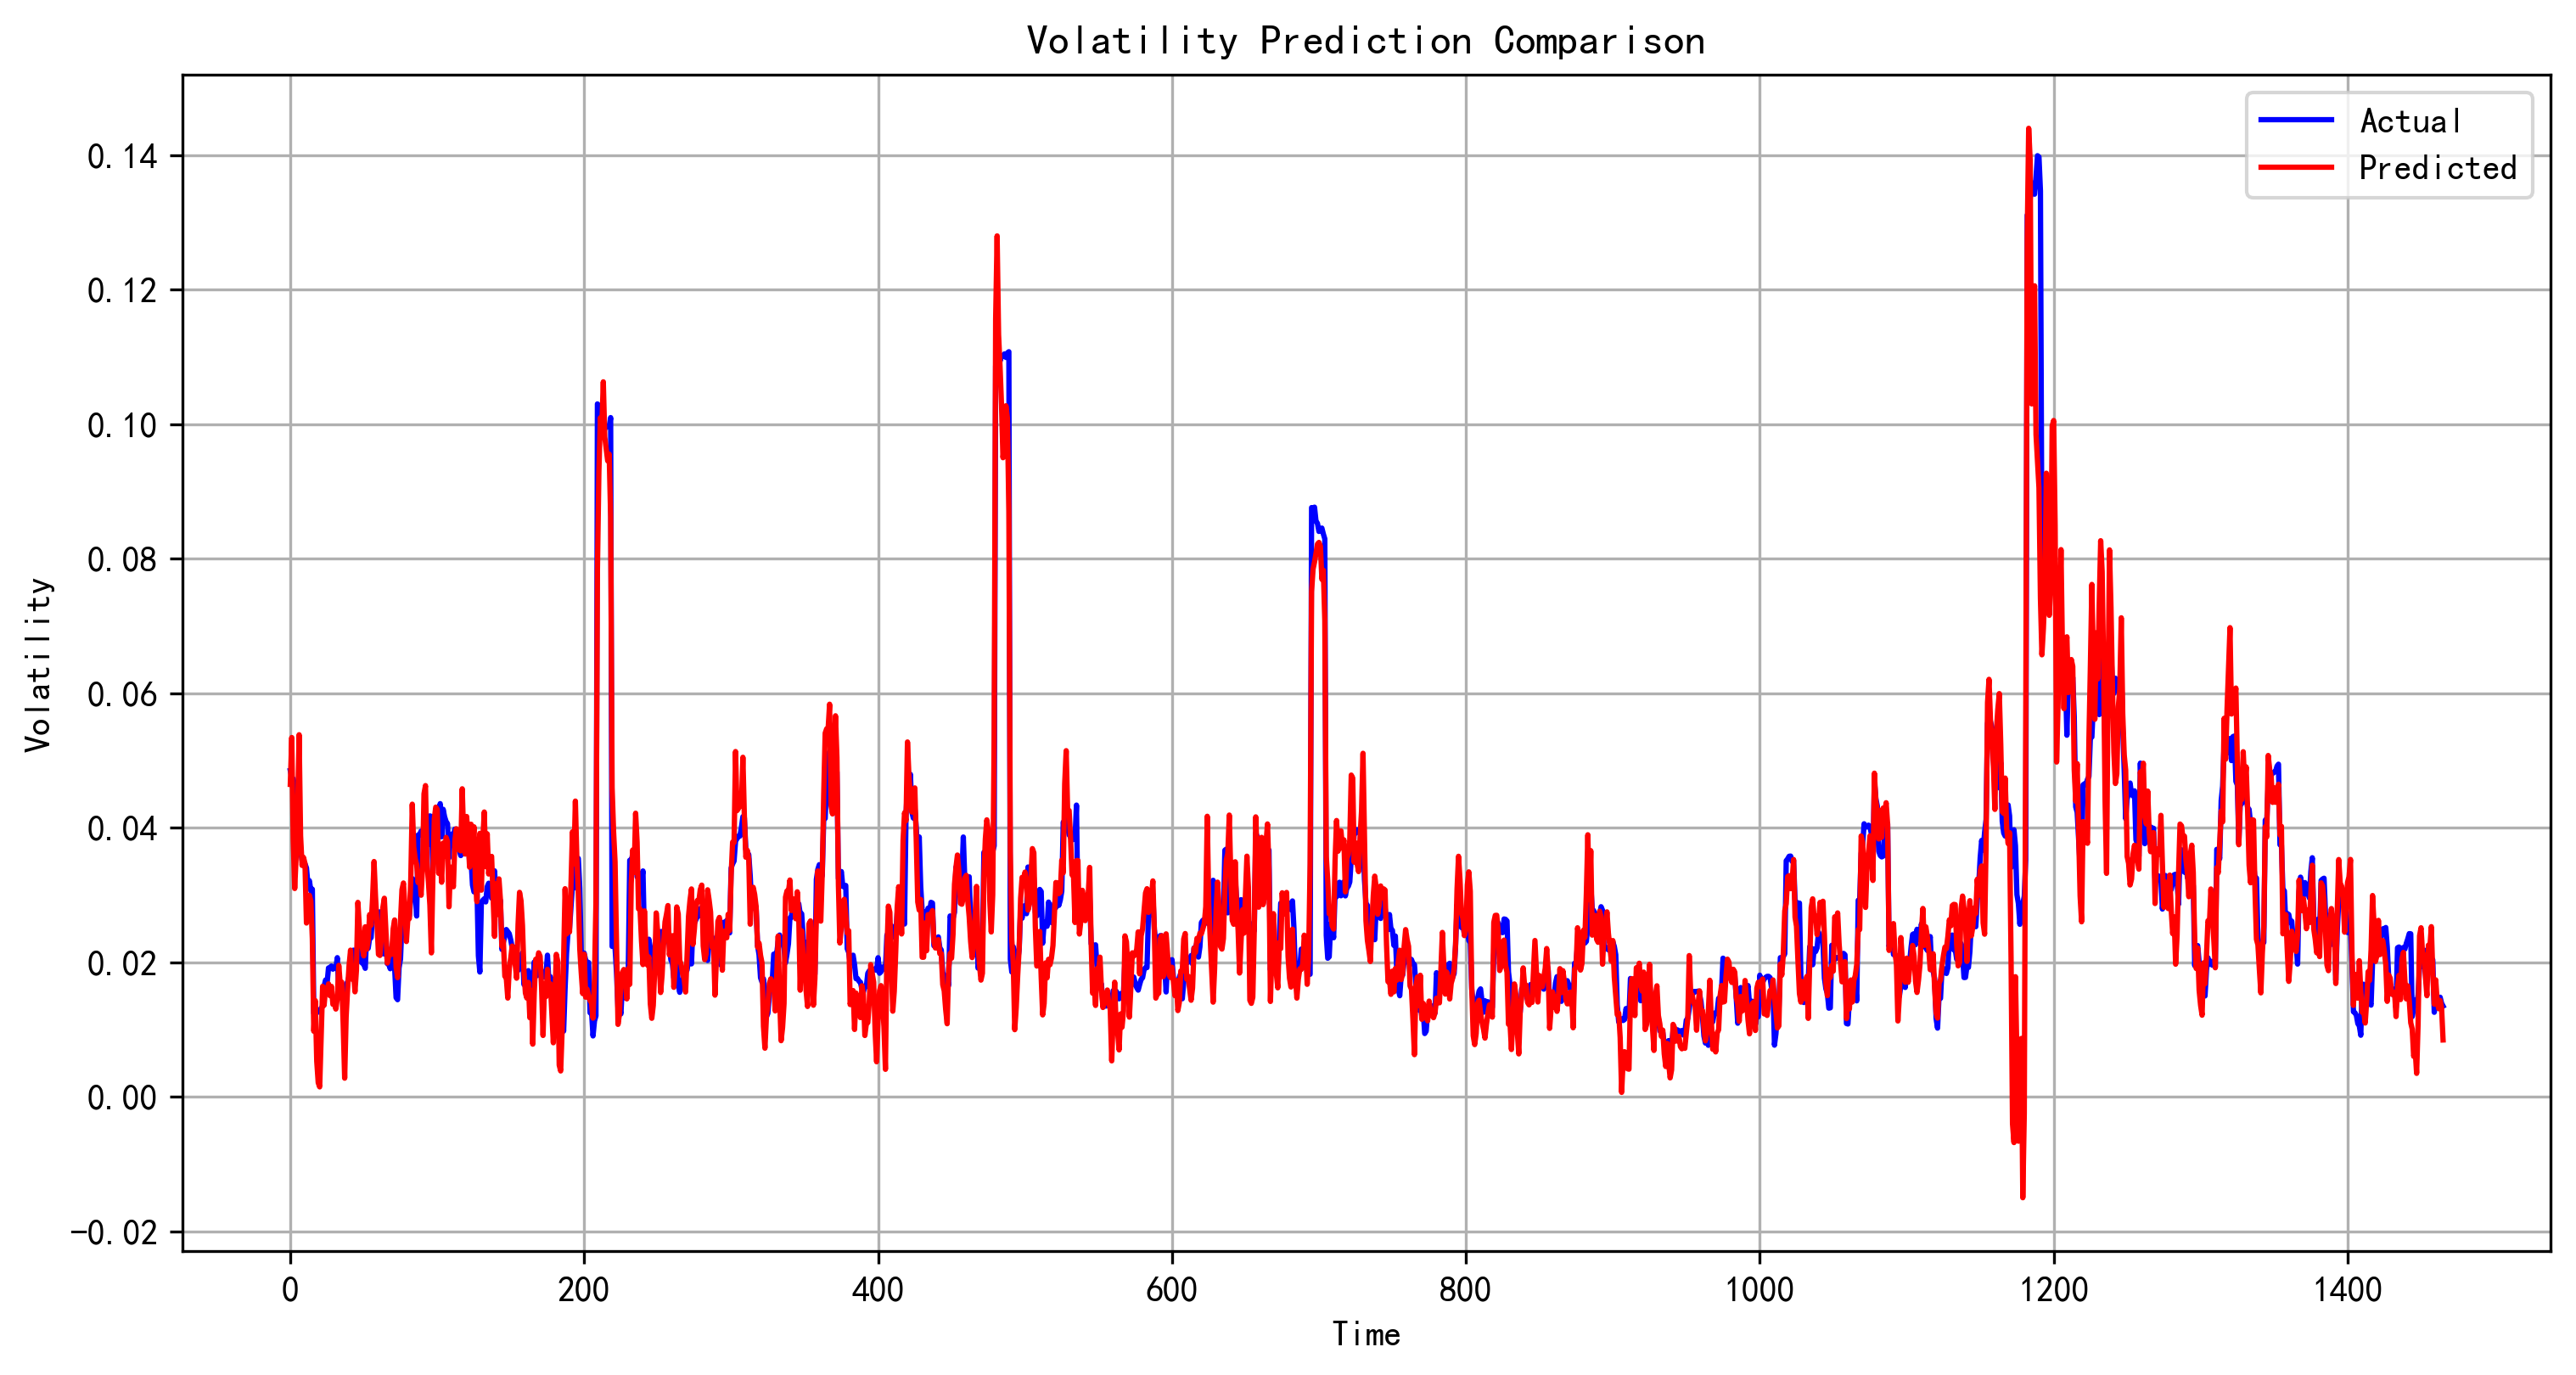 Volatility Prediction Comparison
Actual
Predicted
0.14
0.12
0.10
0.08
0.06
0.04
0.02
0.00
−0.02
Volatility
0 200 400 600 800 1000 1200 1400
Time